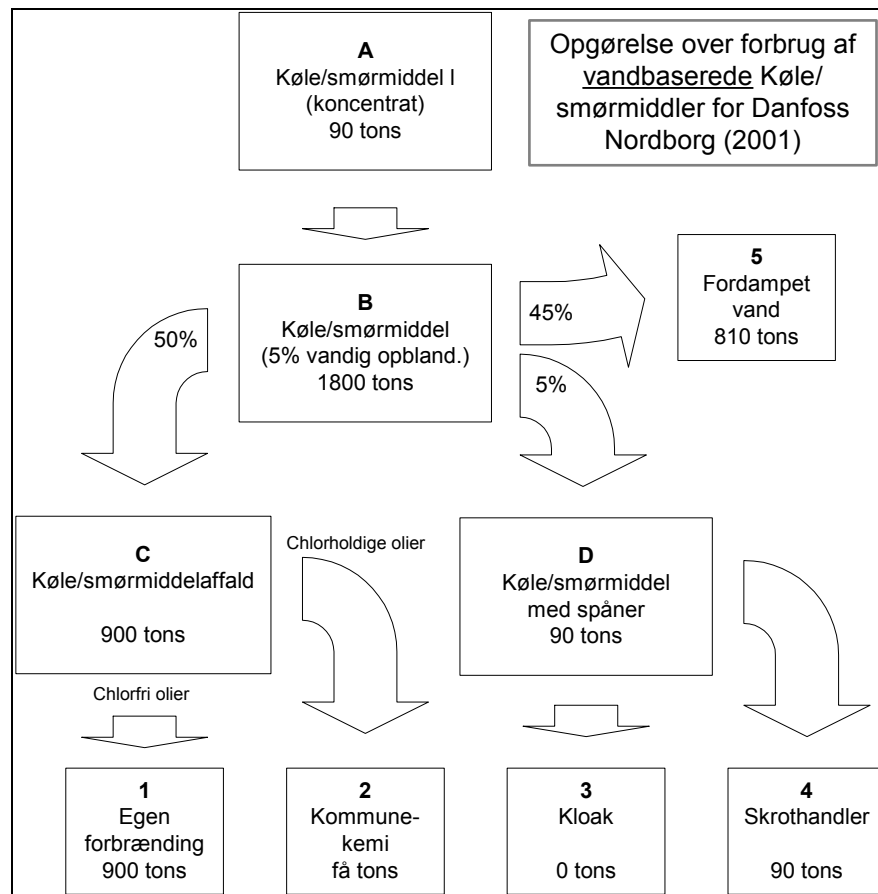 A
Køle/smørmiddel I
(koncentrat)
90 tons
Opgørelse over forbrug af
vandbaserede Køle/
smørmiddler for Danfoss
Nordborg (2001)
B
Køle/smørmiddel
(5% vandig opbland.)
1800 tons
50%
45%
5%
5
Fordampet
vand
810 tons
C
Køle/smørmiddelaffald
900 tons
Chlorholdige olier
D
Køle/smørmiddel
med spåner
90 tons
Chlorfri olier
1
Egen
forbrænding
900 tons
2
Kommune-
kemi
få tons
3
Kloak
0 tons
4
Skrothandler
90 tons